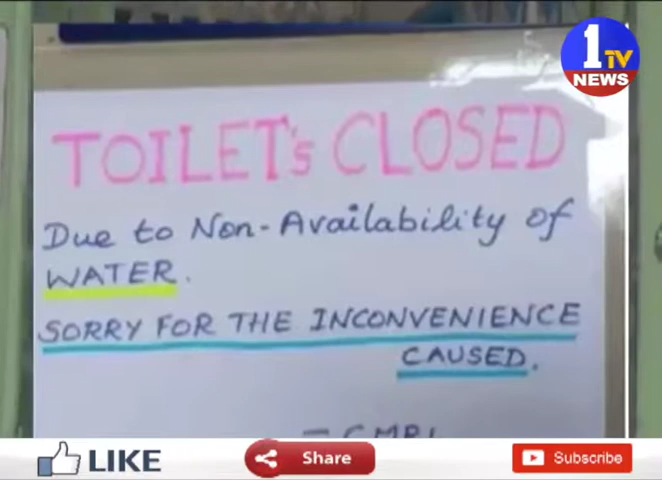 1TV
NEWS
TOILET's CLOSED
Due to Non-Availability of
WATER.
SORRY FOR THE INCONVENIENCE
CAUSED.
LIKE
Share
Subscribe